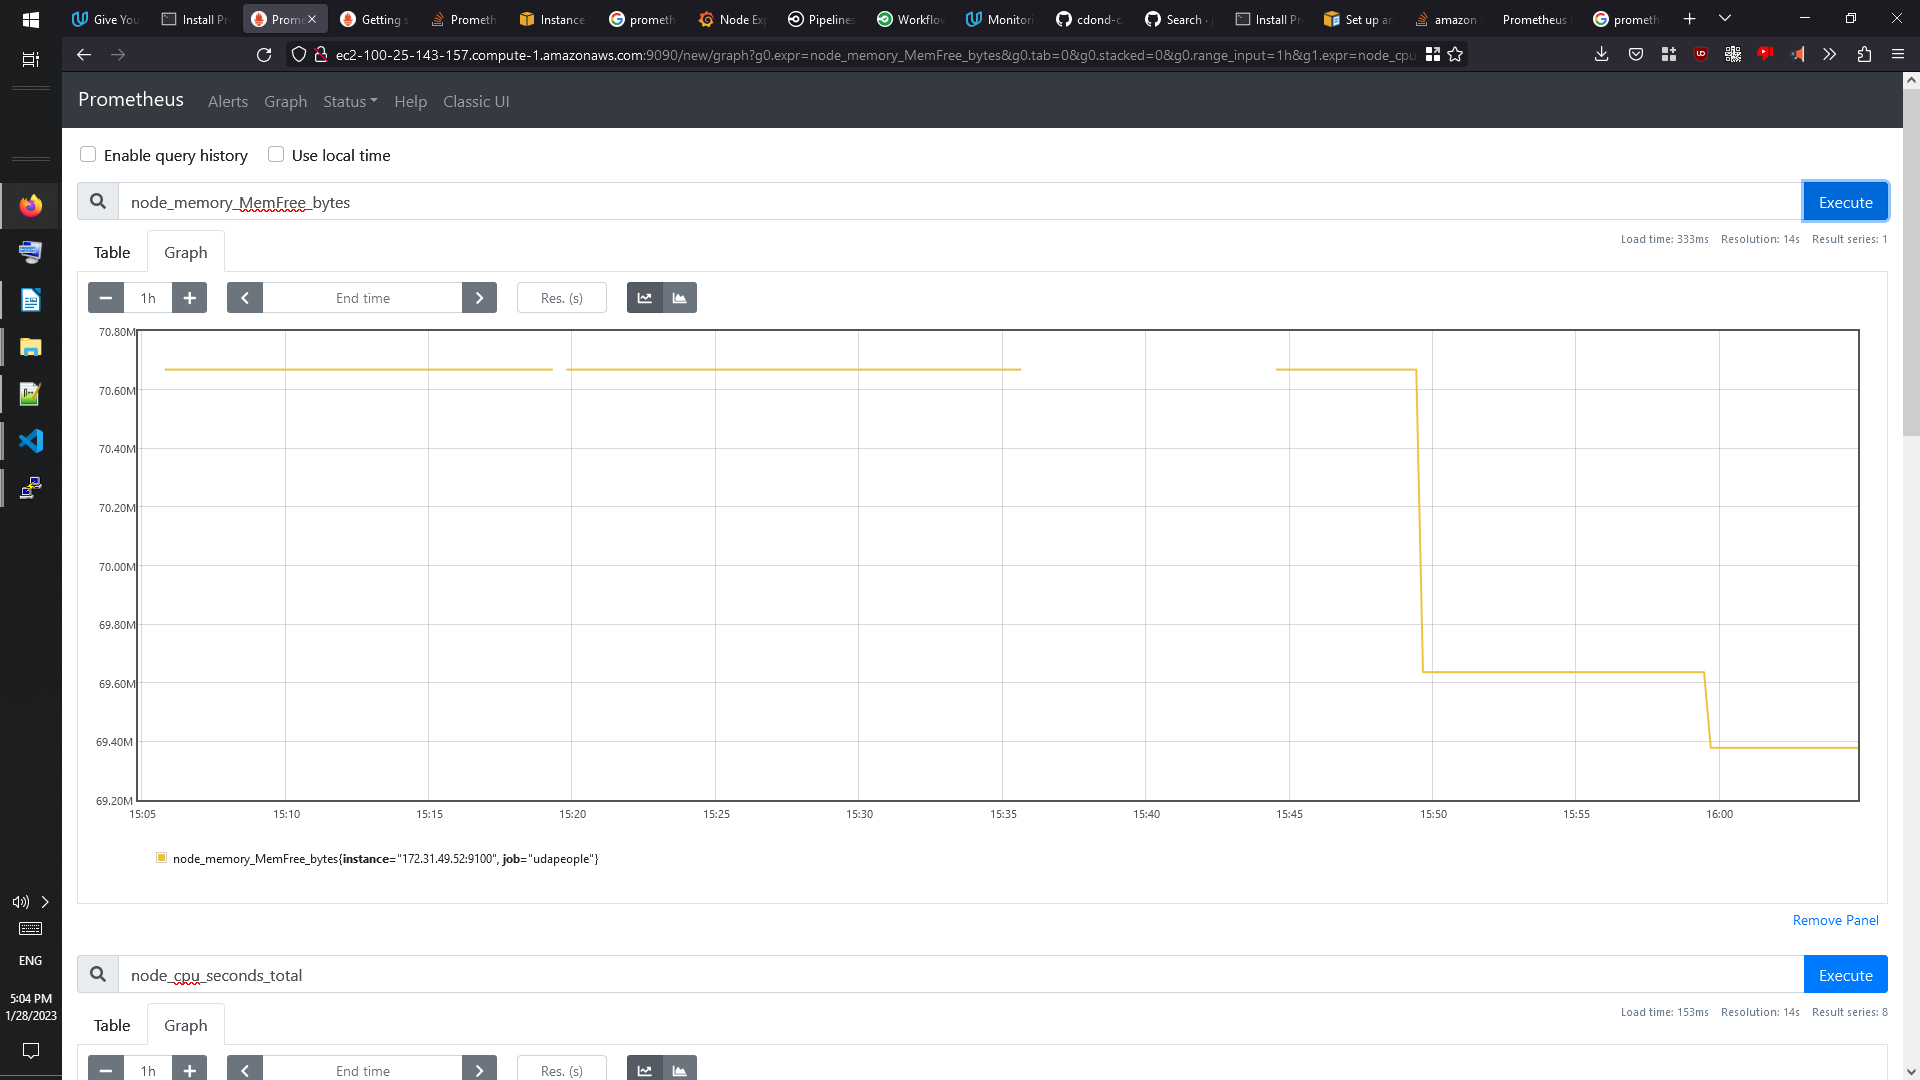 Give You
Install Pr
Prom
Getting s
Prometh
Instance
prometh
Node Exp
Pipelines
Workflov
Monitori
cdond-c
Search ·
Install Pr
Set up ar
amazon
Prometheus
prometh
ec2-100-25-143-157.compute-1.amazonaws.com:9090/new/graph?g0.expr=node_memory_MemFree_bytes&g0.tab=0&g0.stacked=0&g0.range_input=1h&g1.expr=node_cpu
Prometheus Alerts Graph Status Help Classic UI
Enable query history Use local time
node_memory_MemFree_bytes Execute
Table Graph Load time: 333ms Resolution: 14s Result series: 1
1h End time Res. (s)
70.80M
70.60M
70.40M
70.20M
70.00M
69.80M
69.60M
69.40M
69.20M
15:05 15:10 15:15 15:20 15:25 15:30 15:35 15:40 15:45 15:50 15:55 16:00
node_memory_MemFree_bytes{instance="172.31.49.52:9100", job="udapeople"}
Remove Panel
node_cpu_seconds_total Execute
Table Graph Load time: 153ms Resolution: 14s Result series: 8
1h End time Res. (s)
ENG
5:04 PM
1/28/2023